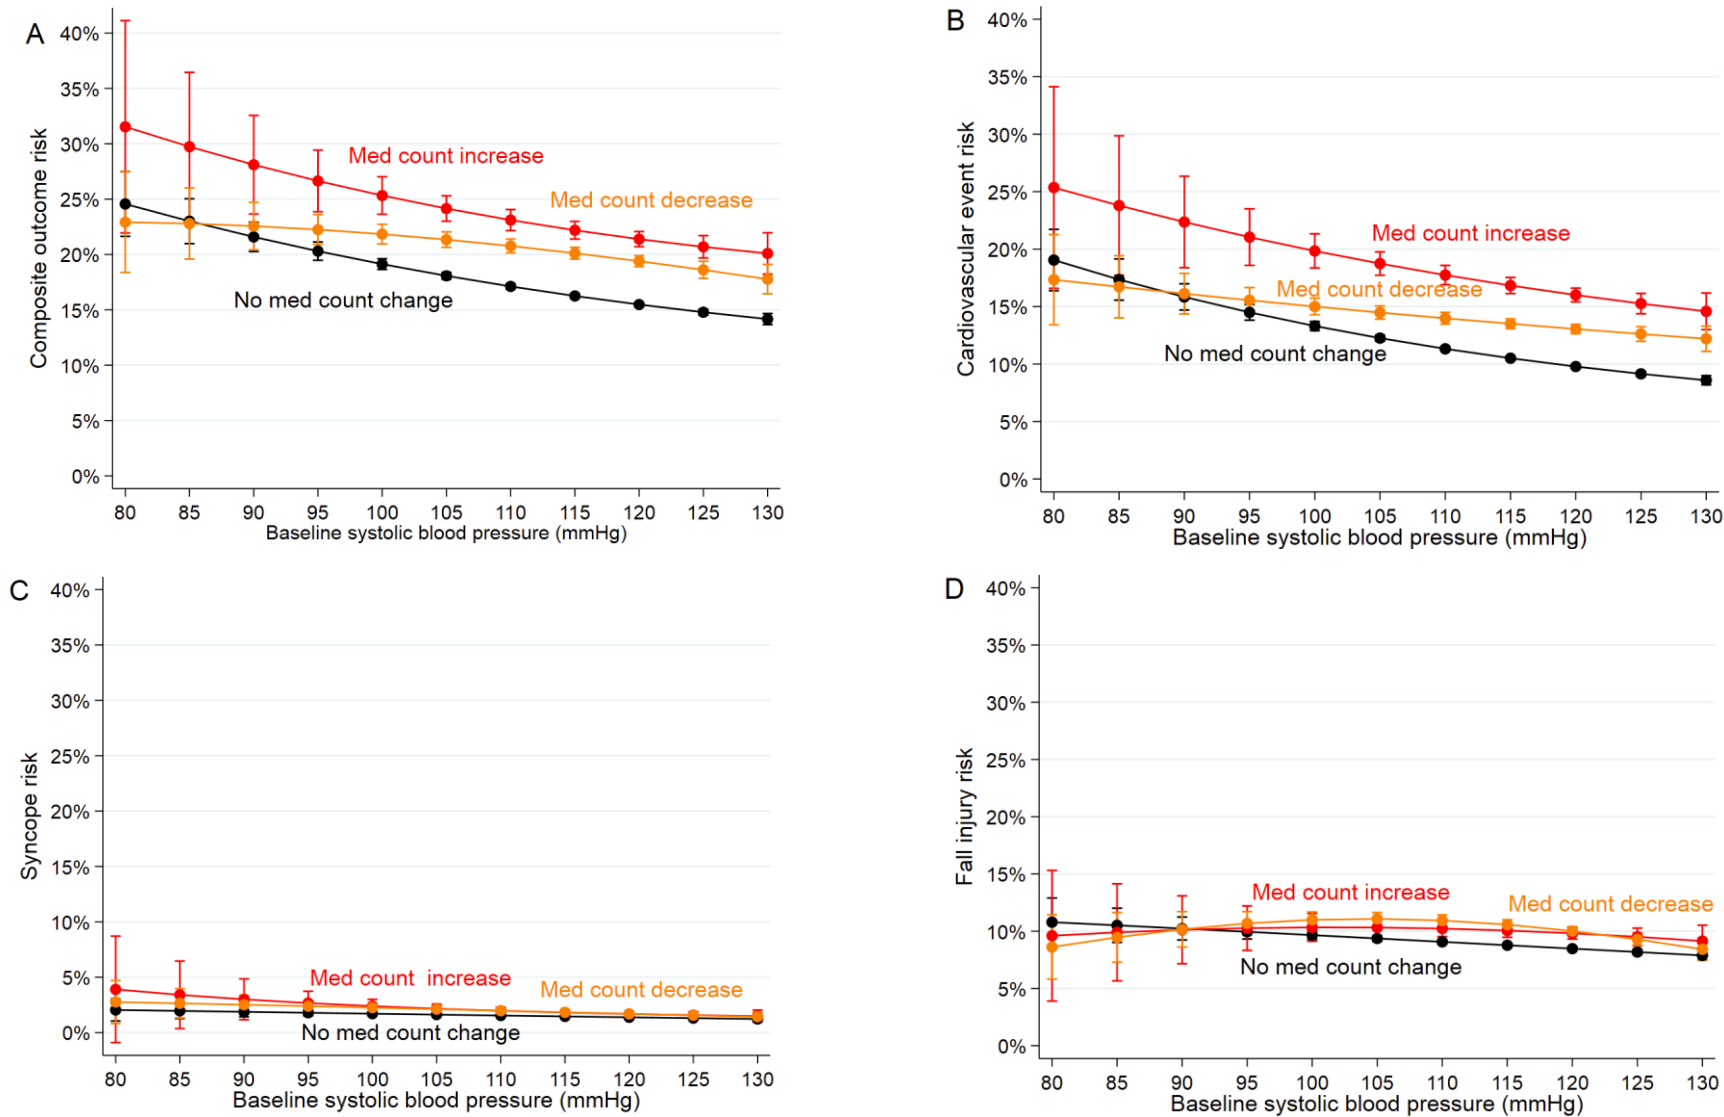 A
Composite outcome risk
40%
35%
30%
25%
20%
15%
10%
5%
0%
Med count increase
Med count decrease
No med count change
80 85 90 95 100 105 110 115 120 125 130
Baseline systolic blood pressure (mmHg)
B
Cardiovascular event risk
40%
35%
30%
25%
20%
15%
10%
5%
0%
Med count increase
Med count decrease
No med count change
80 85 90 95 100 105 110 115 120 125 130
Baseline systolic blood pressure (mmHg)
C
Syncope risk
40%
35%
30%
25%
20%
15%
10%
5%
0%
Med count increase
Med count decrease
No med count change
80 85 90 95 100 105 110 115 120 125 130
Baseline systolic blood pressure (mmHg)
D
Fall injury risk
40%
35%
30%
25%
20%
15%
10%
5%
0%
Med count increase
Med count decrease
No med count change
80 85 90 95 100 105 110 115 120 125 130
Baseline systolic blood pressure (mmHg)